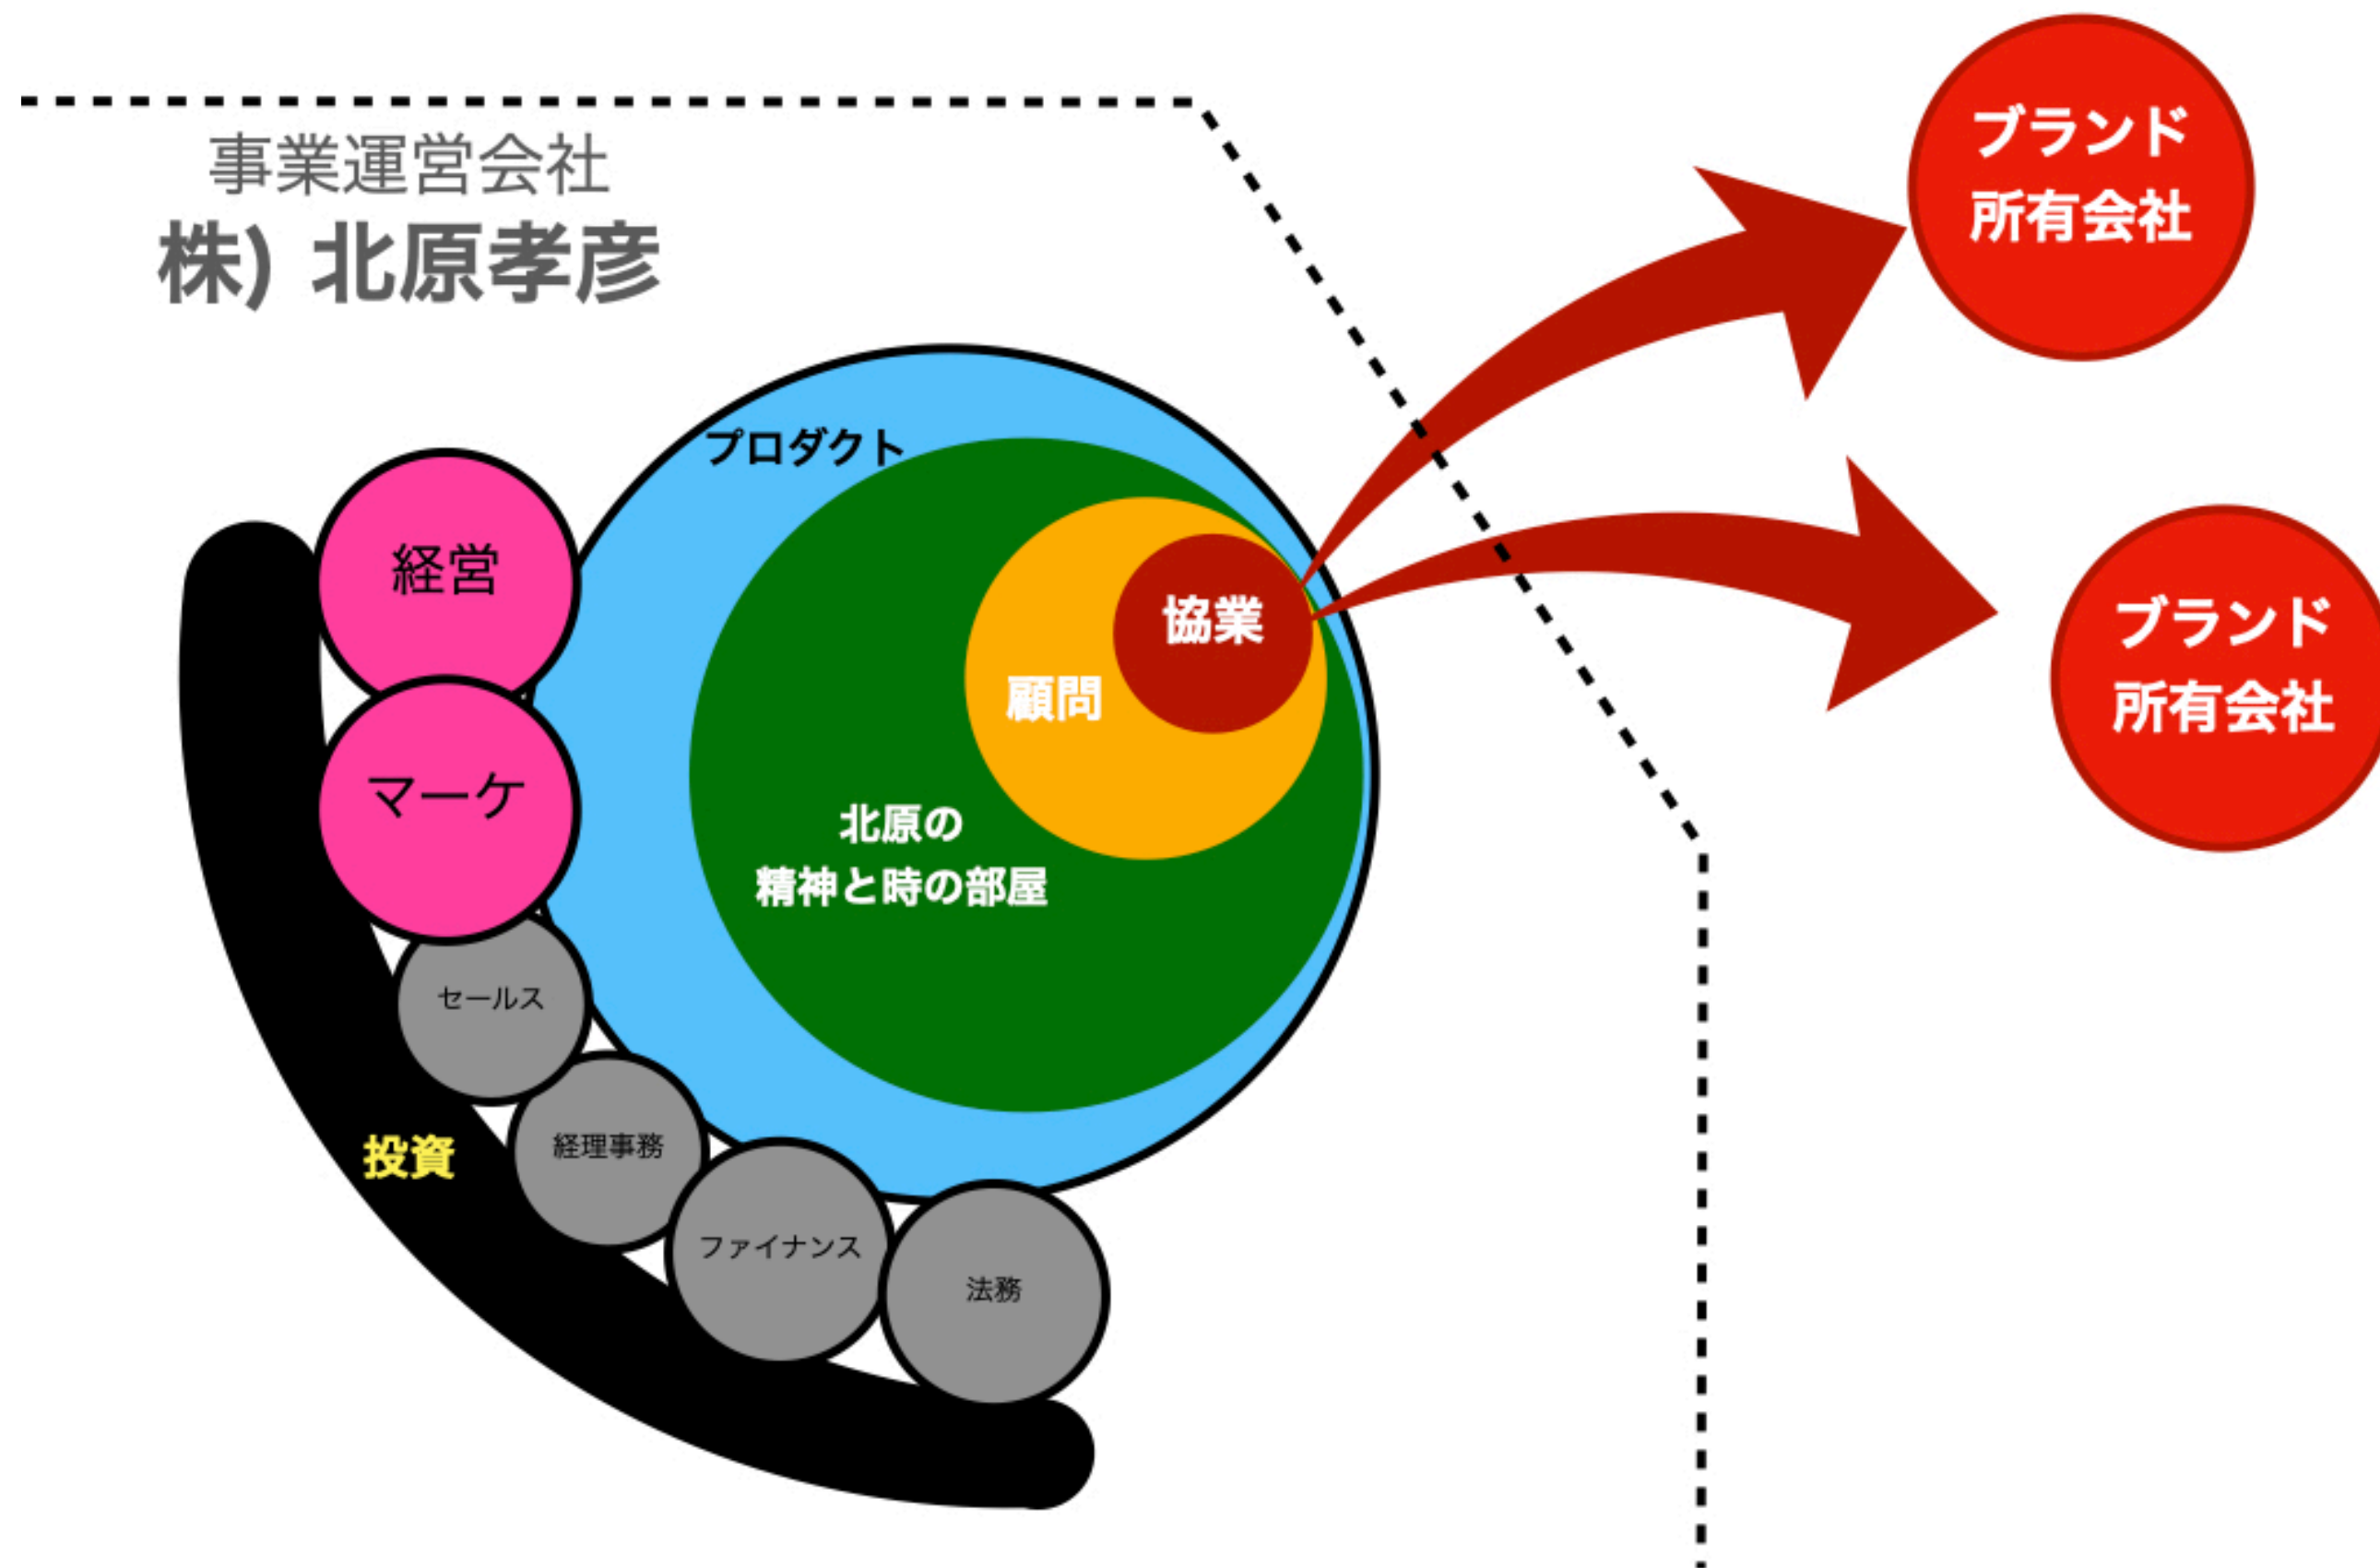 事業運営会社
株) 北原孝彦
ブランド
所有会社
プロダクト
経営
協業
ブランド
所有会社
顧問
マーケ
北原の
精神と時の部屋
セールス
経理事務
投資
ファイナンス
法務